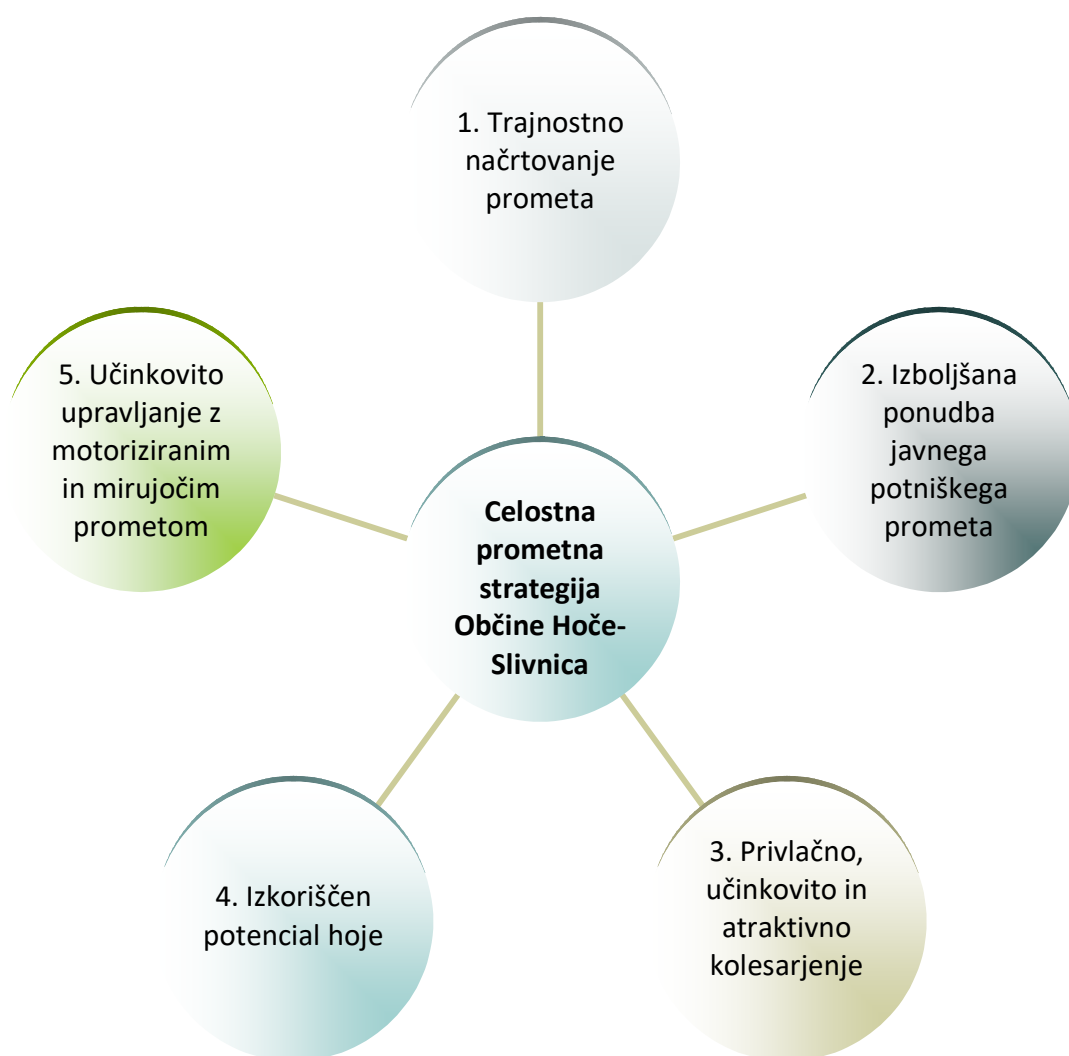 1. Trajnostno
načrtovanje
prometa
2. Izboljšana
ponudba
javnega
potniškega
prometa
3. Privlačno,
učinkovito in
atraktivno
kolesarjenje
4. Izkoriščen
potencial hoje
5. Učinkovito
upravljanje z
motoriziranim
in mirujočim
prometom
Celostna
prometna
strategija
Občine Hoče-
Slivnica